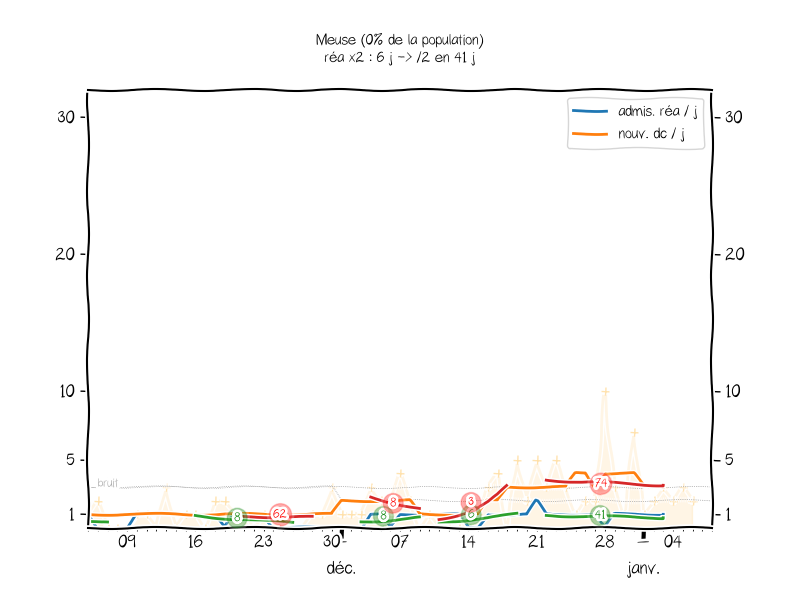 Meuse (0% de la population)
réa x2 : 6 j -> /2 en 41 j
admis. réa / j
nouv. dc / j
30 30
20 20
10 10
5 5
bruit
1 1
8 62 8 8 3 6 74 41
09 16 23 30 07 14 21 28 04
déc. janv.